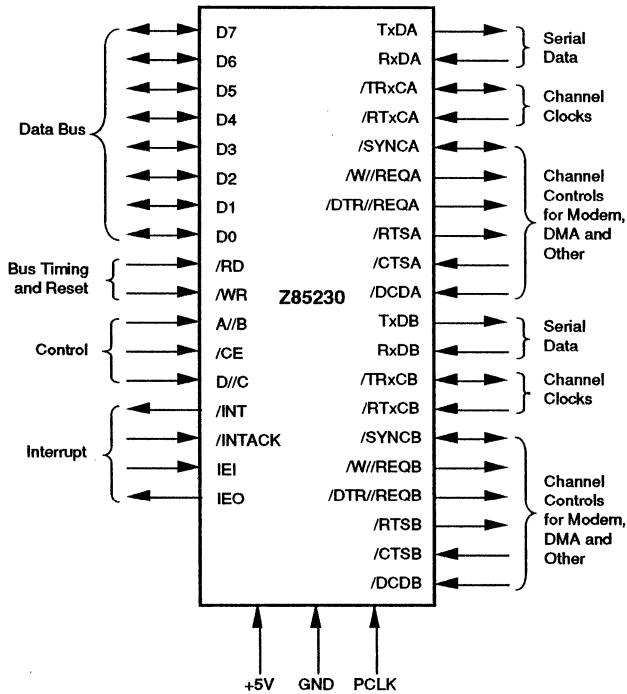 Data Bus
Bus Timing
and Reset
Control
Interrupt
D7
D6
D5
D4
D3
D2
D1
D0
/RD
/WR
A//B
/CE
D//C
/INT
/INTACK
IEI
IEO
Z85230
TxDA
RxDA
/TRxCA
/RTxCA
/SYNCA
/W//REQA
/DTR//REQA
/RTSA
/CTSA
/DCDA
TxDB
RxDB
/TRxCB
/RTxCB
/SYNCB
/W//REQB
/DTR//REQB
/RTSB
/CTSB
/DCDB
Serial
Data
Channel
Clocks
Channel
Controls
for Modem,
DMA and
Other
Serial
Data
Channel
Clocks
Channel
Controls
for Modem,
DMA and
Other
+5V
GND
PCLK